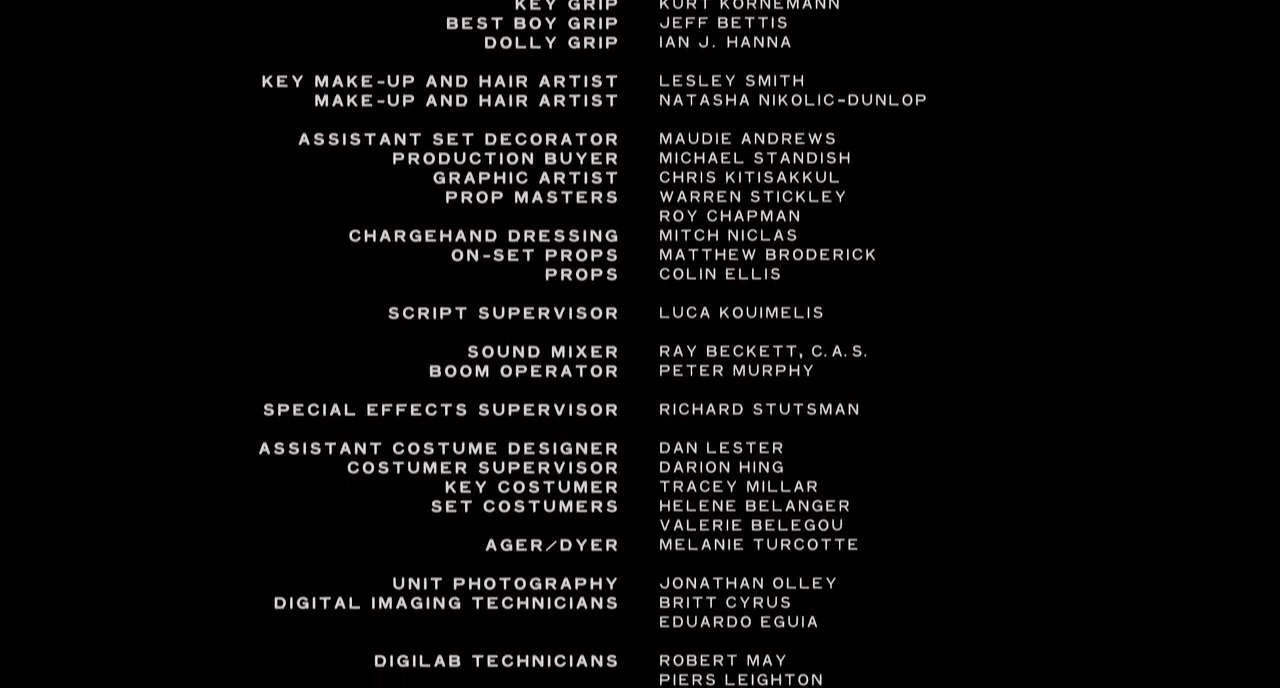 KEY GRIP KURT KORNEMANN
BEST BOY GRIP JEFF BETTIS
DOLLY GRIP IAN J. HANNA
KEY MAKE-UP AND HAIR ARTIST LESLEY SMITH
MAKE-UP AND HAIR ARTIST NATASHA NIKOLIC-DUNLOP
ASSISTANT SET DECORATOR MAUDIE ANDREWS
PRODUCTION BUYER MICHAEL STANDISH
GRAPHIC ARTIST CHRIS KITISAKKUL
PROP MASTERS WARREN STICKLEY
ROY CHAPMAN
CHARGEHAND DRESSING MITCH NICLAS
ON-SET PROPS MATTHEW BRODERICK
PROPS COLIN ELLIS
SCRIPT SUPERVISOR LUCA KOUIMELIS
SOUND MIXER RAY BECKETT, C.A.S.
BOOM OPERATOR PETER MURPHY
SPECIAL EFFECTS SUPERVISOR RICHARD STUTSMAN
ASSISTANT COSTUME DESIGNER DAN LESTER
COSTUMER SUPERVISOR DARION HING
KEY COSTUMER TRACEY MILLAR
SET COSTUMERS HELENE BELANGER
VALERIE BELEGOU
AGER/DYER MELANIE TURCOTTE
UNIT PHOTOGRAPHY JONATHAN OLLEY
DIGITAL IMAGING TECHNICIANS BRITT CYRUS
EDUARDO EGUIA
DIGILAB TECHNICIANS ROBERT MAY
PIERS LEIGHTON